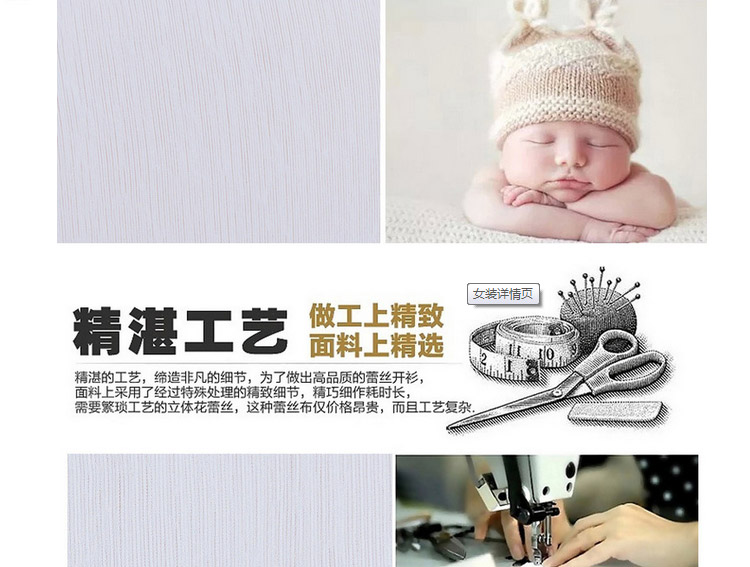 女装详情页
精湛工艺
做工上精致
面料上精选
精湛的工艺，缔造非凡的细节，为了做出高品质的蕾丝开衫，
面料上采用了经过特殊处理的精致细节，精巧细作耗时长，
需要繁琐工艺的立体花蕾丝，这种蕾丝布仅价格昂贵，而且工艺复杂.
1 2
11 10